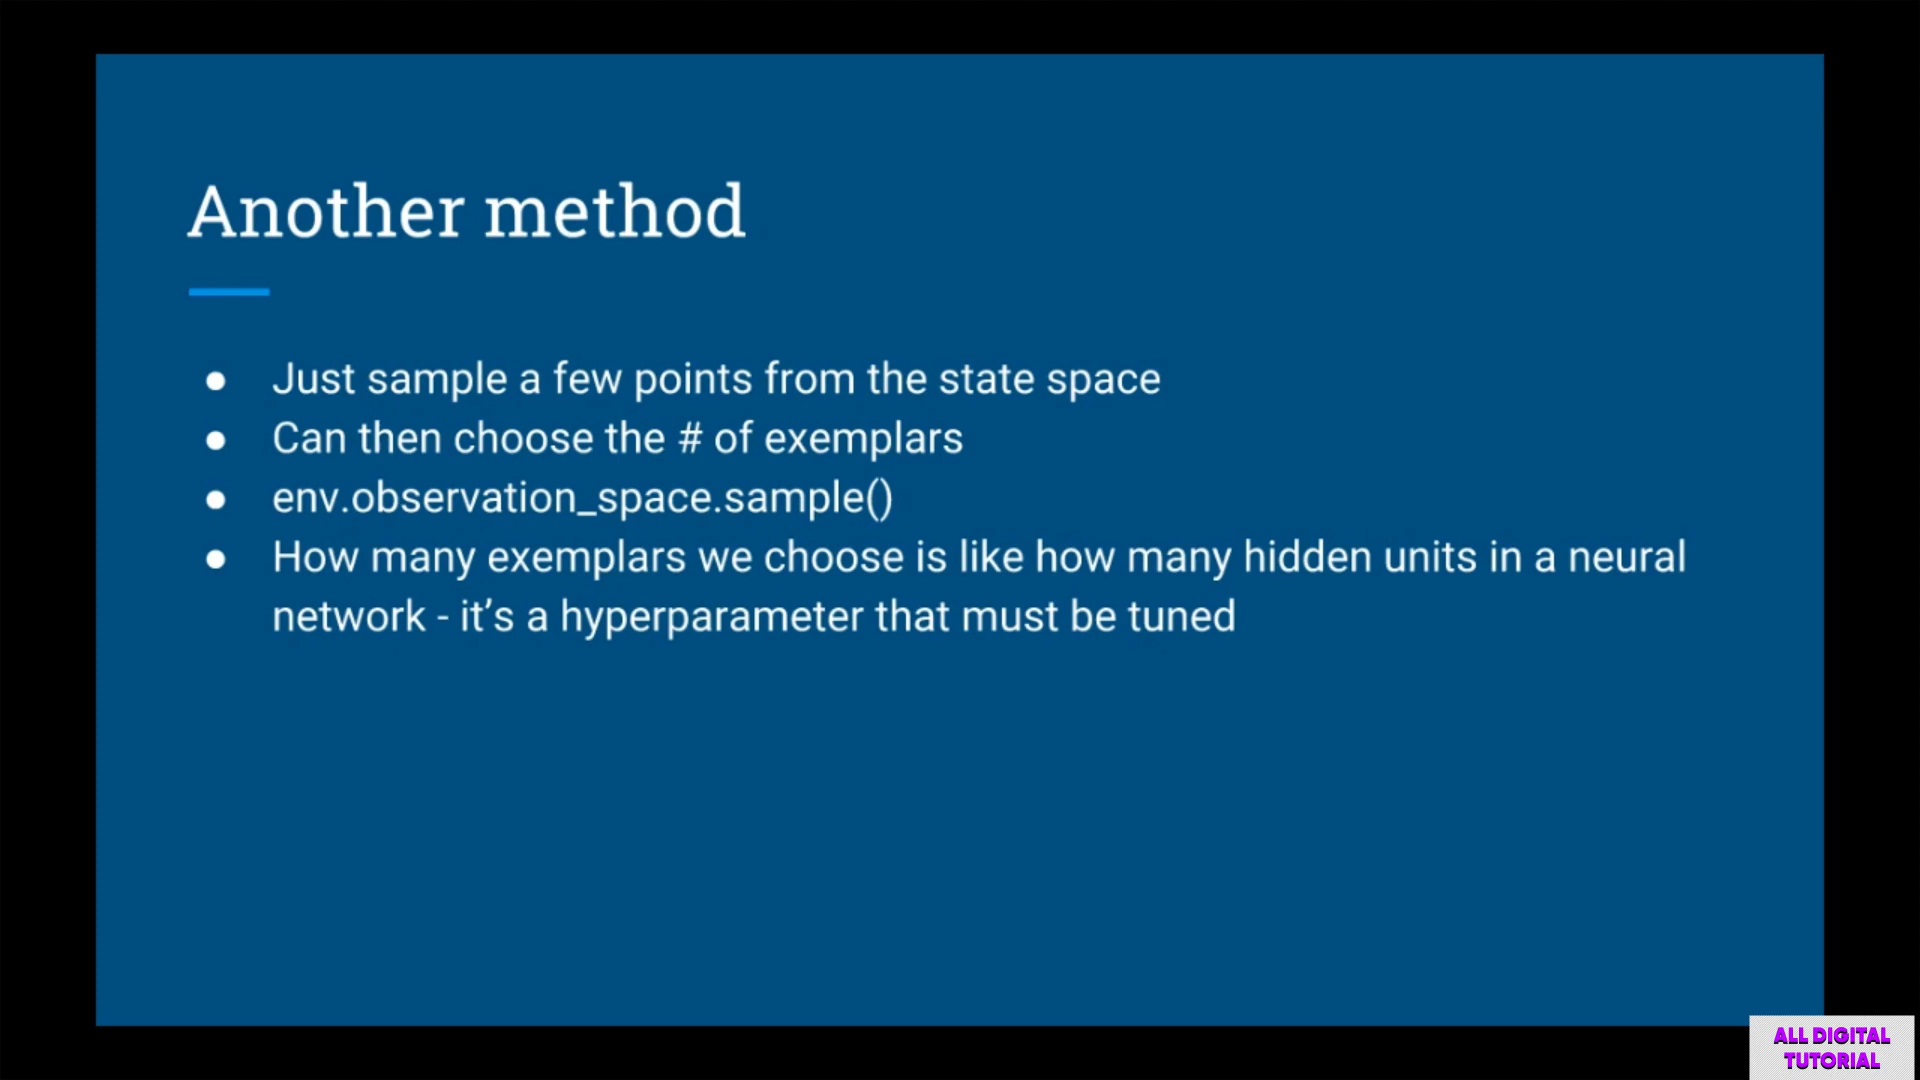 Another method
● Just sample a few points from the state space
● Can then choose the # of exemplars
● env.observation_space.sample()
● How many exemplars we choose is like how many hidden units in a neural
network - it’s a hyperparameter that must be tuned
ALL DIGITAL
TUTORIAL